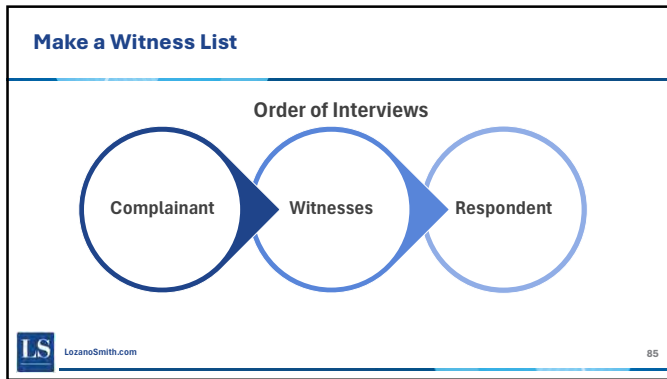 Make a Witness List
Order of Interviews
Complainant
Witnesses
Respondent
LS
LozanoSmith.com
85